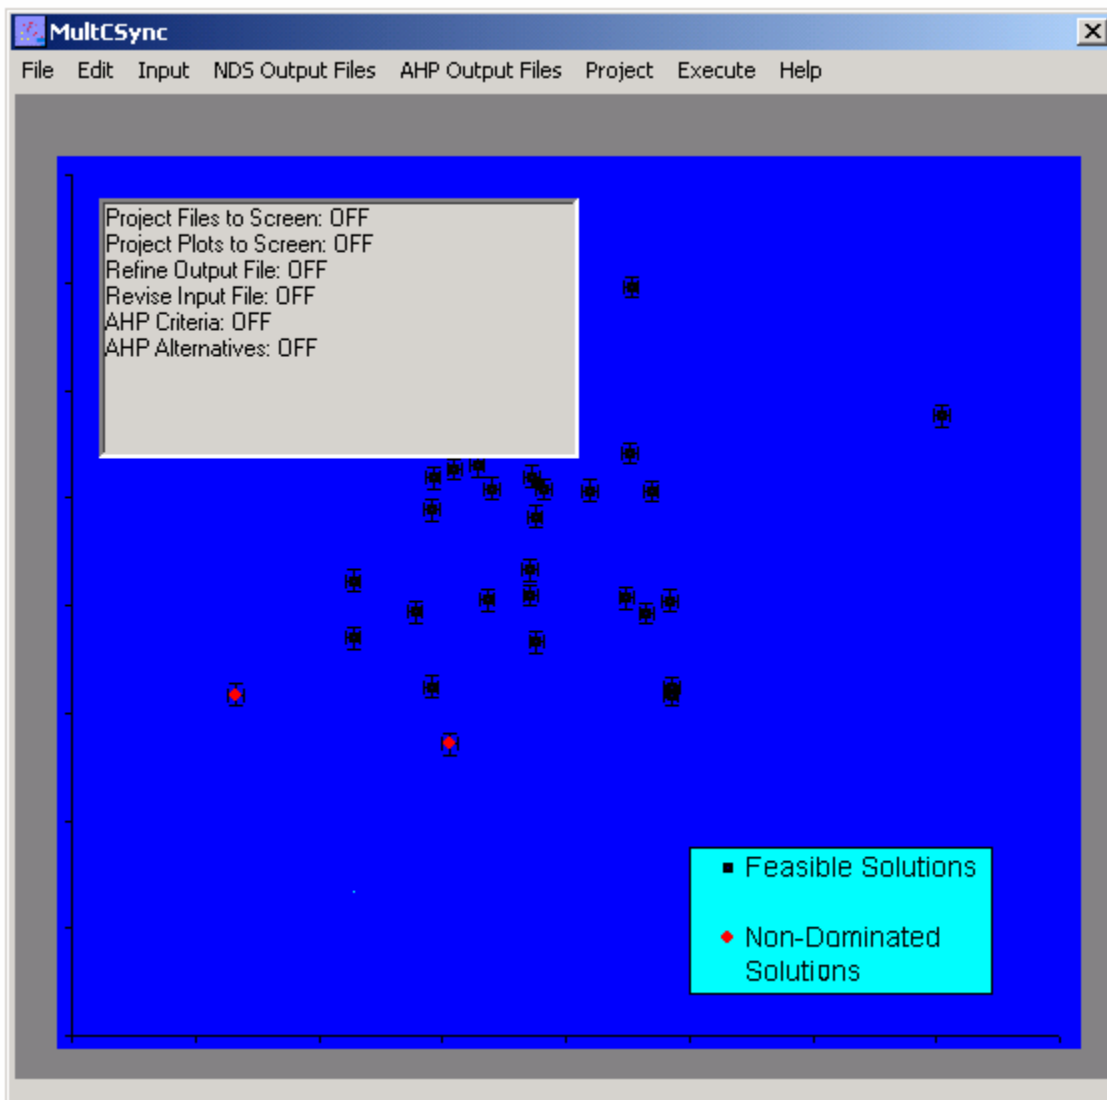 MultCSync
File Edit Input NDS Output Files AHP Output Files Project Execute Help
Project Files to Screen: OFF
Project Plots to Screen: OFF
Refine Output File: OFF
Revise Input File: OFF
AHP Criteria: OFF
AHP Alternatives: OFF
Feasible Solutions
Non-Dominated
Solutions